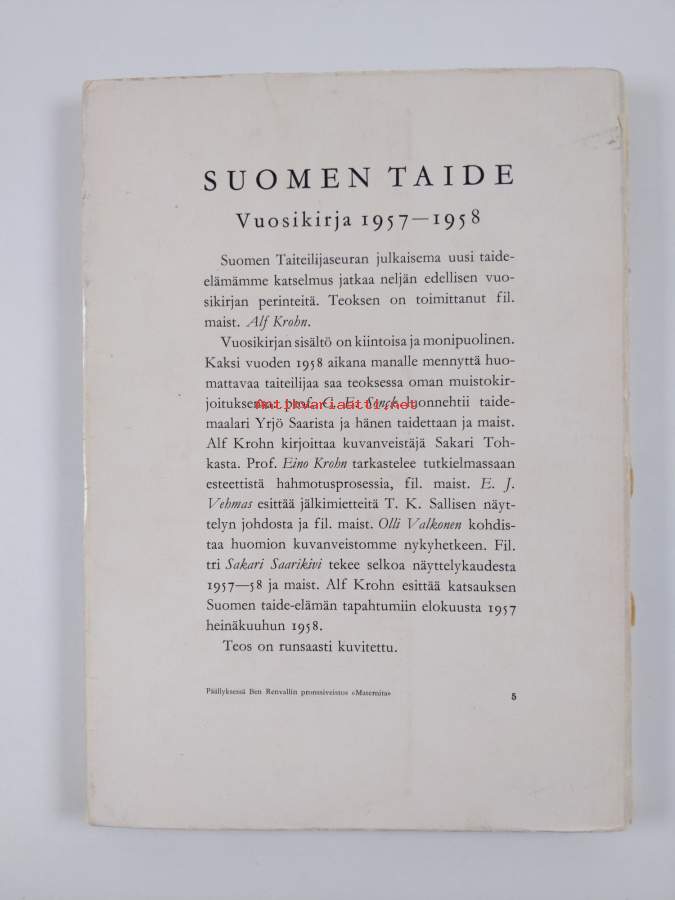 SUOMEN TAIDE
Vuosikirja 1957—1958
Suomen Taiteilijaseuran julkaisema uusi taide-
elämämme katselmus jatkaa neljän edellisen vuo-
sikirjan perinteitä. Teoksen on toimittanut fil.
maist. Alf Krohn.
Vuosikirjan sisältö on kiintoisa ja monipuolinen.
Kaksi vuoden 1958 aikana manalle mennyttä huo-
mattavaa taiteilijaa saa teoksessa oman muistokir-
joituksensa: prof. luonnehtii taide-
antikvariaatti.net
maalari Yrjö Saarista ja hänen taidettaan ja maist.
Alf Krohn kirjoittaa kuvanveistäjä Sakari Toh-
kasta. Prof. Eino Krohn tarkastelee tutkielmassaan
esteettistä hahmotusprosessia, fil. maist. E. J.
Vehmas esittää jälkimietteitä T. K. Sallisen näyt-
telyn johdosta ja fil. maist. Olli Valkonen kohdis-
taa huomion kuvanveistomme nykyhetkeen. Fil.
tri Sakari Saarikivi tekee selkoa näyttelykaudesta
1957—58 ja maist. Alf Krohn esittää katsauksen
Suomen taide-elämän tapahtumiin elokuusta 1957
heinäkuuhun 1958.
Teos on runsaasti kuvitettu.
Päällyksessä Ben Renvallin pronssiveistos «Maternita» 5